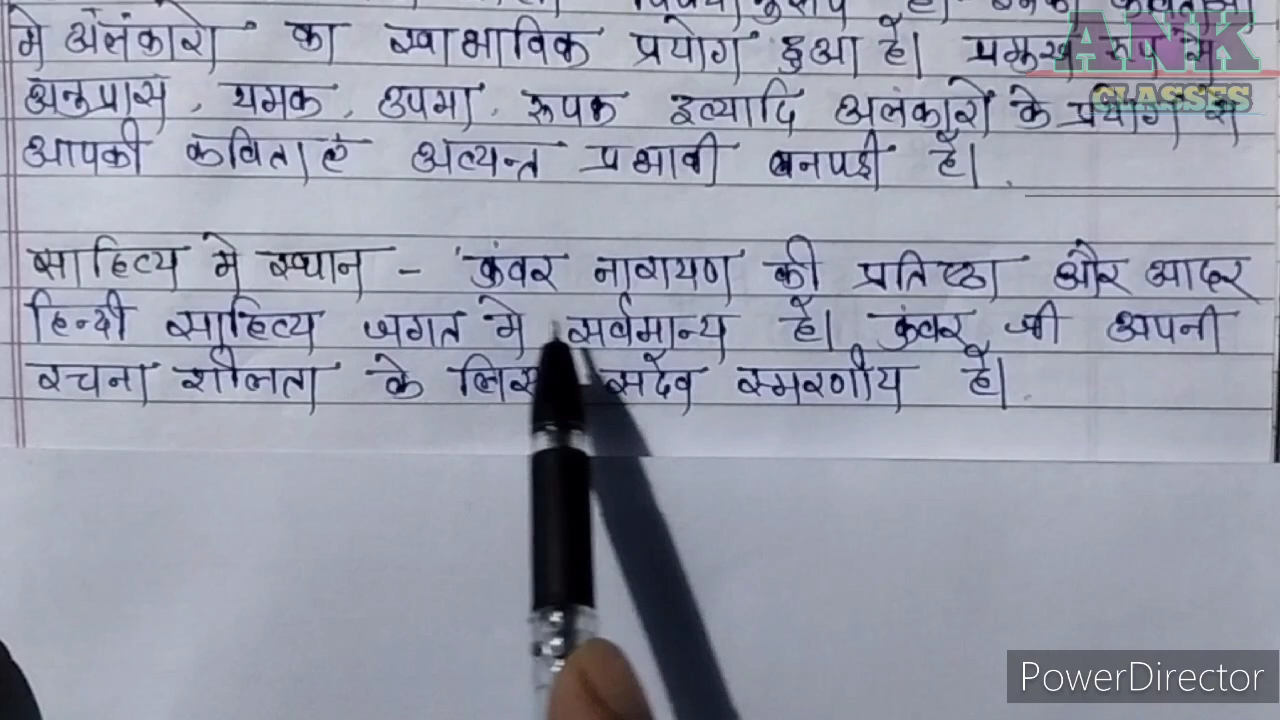 है।
में अलंकारो का स्वाभाविक प्रयोग हुआ है। प्रमुख रूप से
अनुप्रास, यमक, उपमा, रूपक इत्यादि अलंकारो के प्रयोग से
आपकी कविताएं अत्यन्त प्रभावी बनपड़ी है।
साहित्य मे स्थान - कुंवर नारायण की प्रतिष्ठा और आदर
हिन्दी साहित्य जगत मे सर्वमान्य है। कुंवर जी अपनी
रचना शीलता के लिए सदैव स्मरणीय है।
ANK
CLASSES
PowerDirector